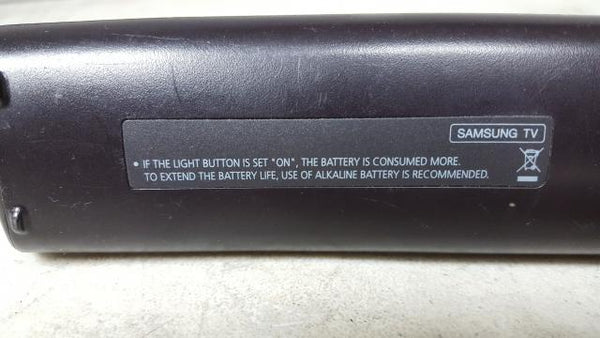 SAMSUNG TV
• IF THE LIGHT BUTTON IS SET "ON", THE BATTERY IS CONSUMED MORE.
TO EXTEND THE BATTERY LIFE, USE OF ALKALINE BATTERY IS RECOMMENDED.